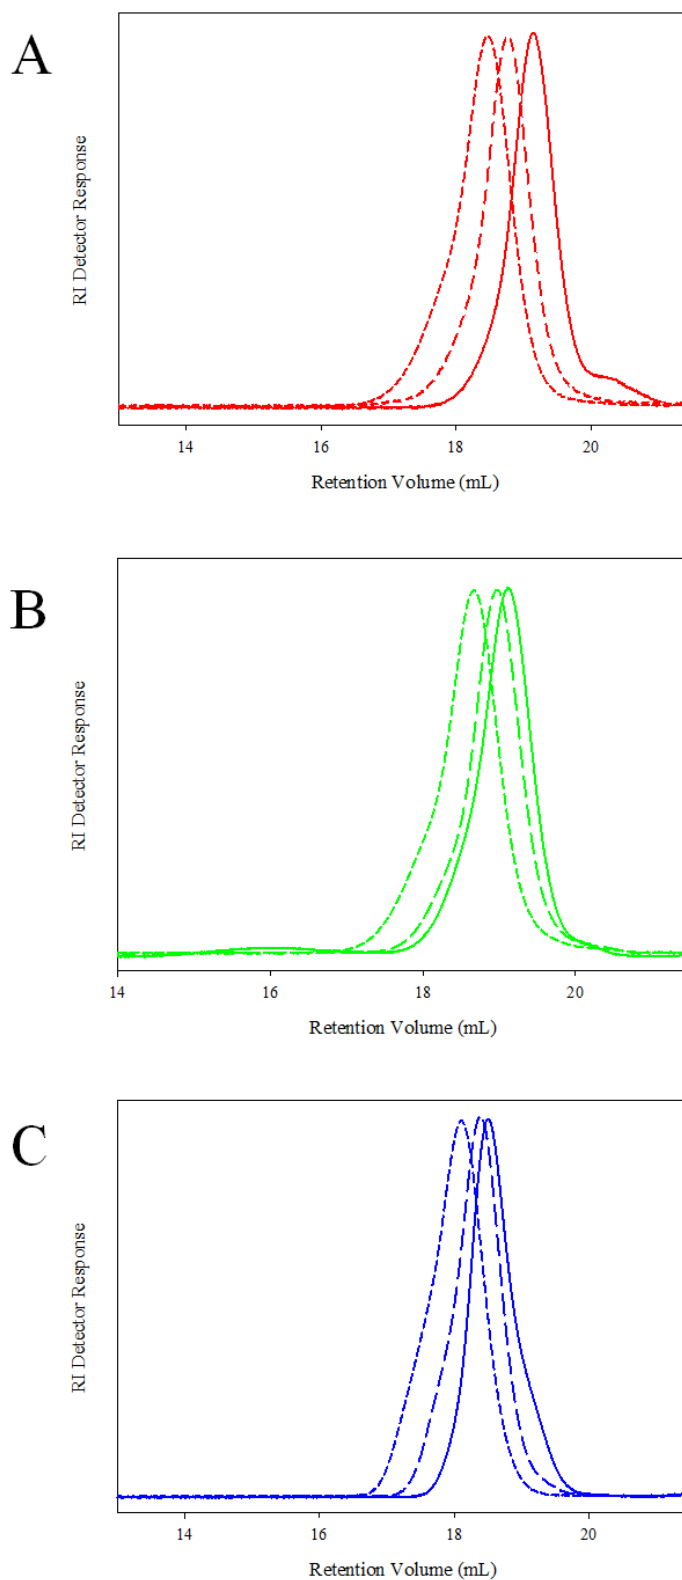 A
RI Detector Response
14 16 18 20
Retention Volume (mL)
B
RI Detector Response
14 16 18 20
Retention Volume (mL)
C
RI Detector Response
14 16 18 20
Retention Volume (mL)